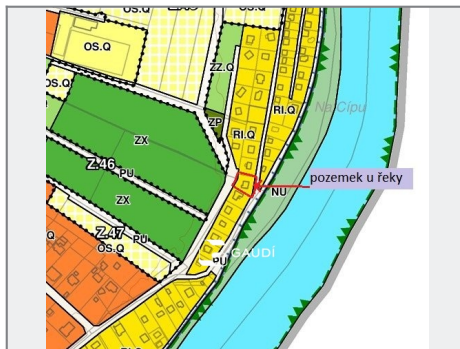 OS.Q
OS.Q
OS.Q
ZZ.Q
ZP
RI.Q
RI.Q
Na Cípu
ZX
Z.46
PU
ZX
pozemek u řeky
NU
Z.47
PU
OS.Q
GAUDÍ
PU